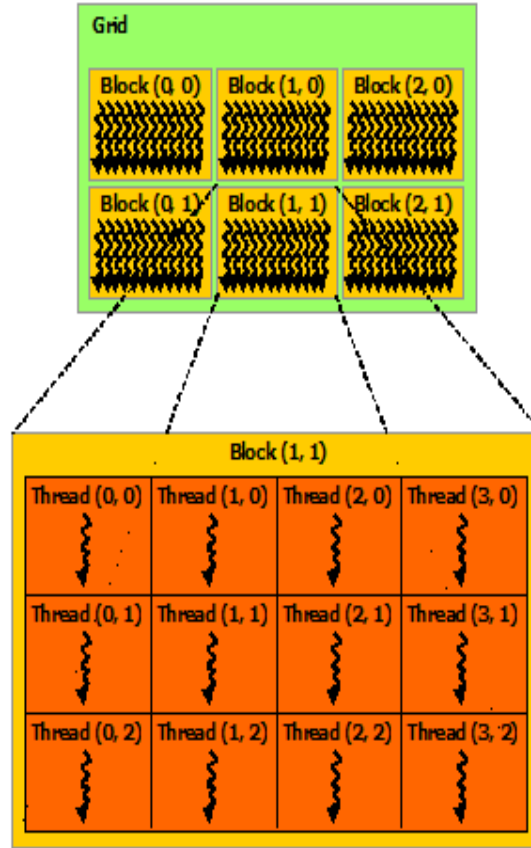 Grid
Block (0, 0) Block (1, 0) Block (2, 0)
Block (0, 1) Block (1, 1) Block (2, 1)
Block (1, 1)
Thread (0, 0) Thread (1, 0) Thread (2, 0) Thread (3, 0)
Thread (0, 1) Thread (1, 1) Thread (2, 1) Thread (3, 1)
Thread (0, 2) Thread (1, 2) Thread (2, 2) Thread (3, 2)